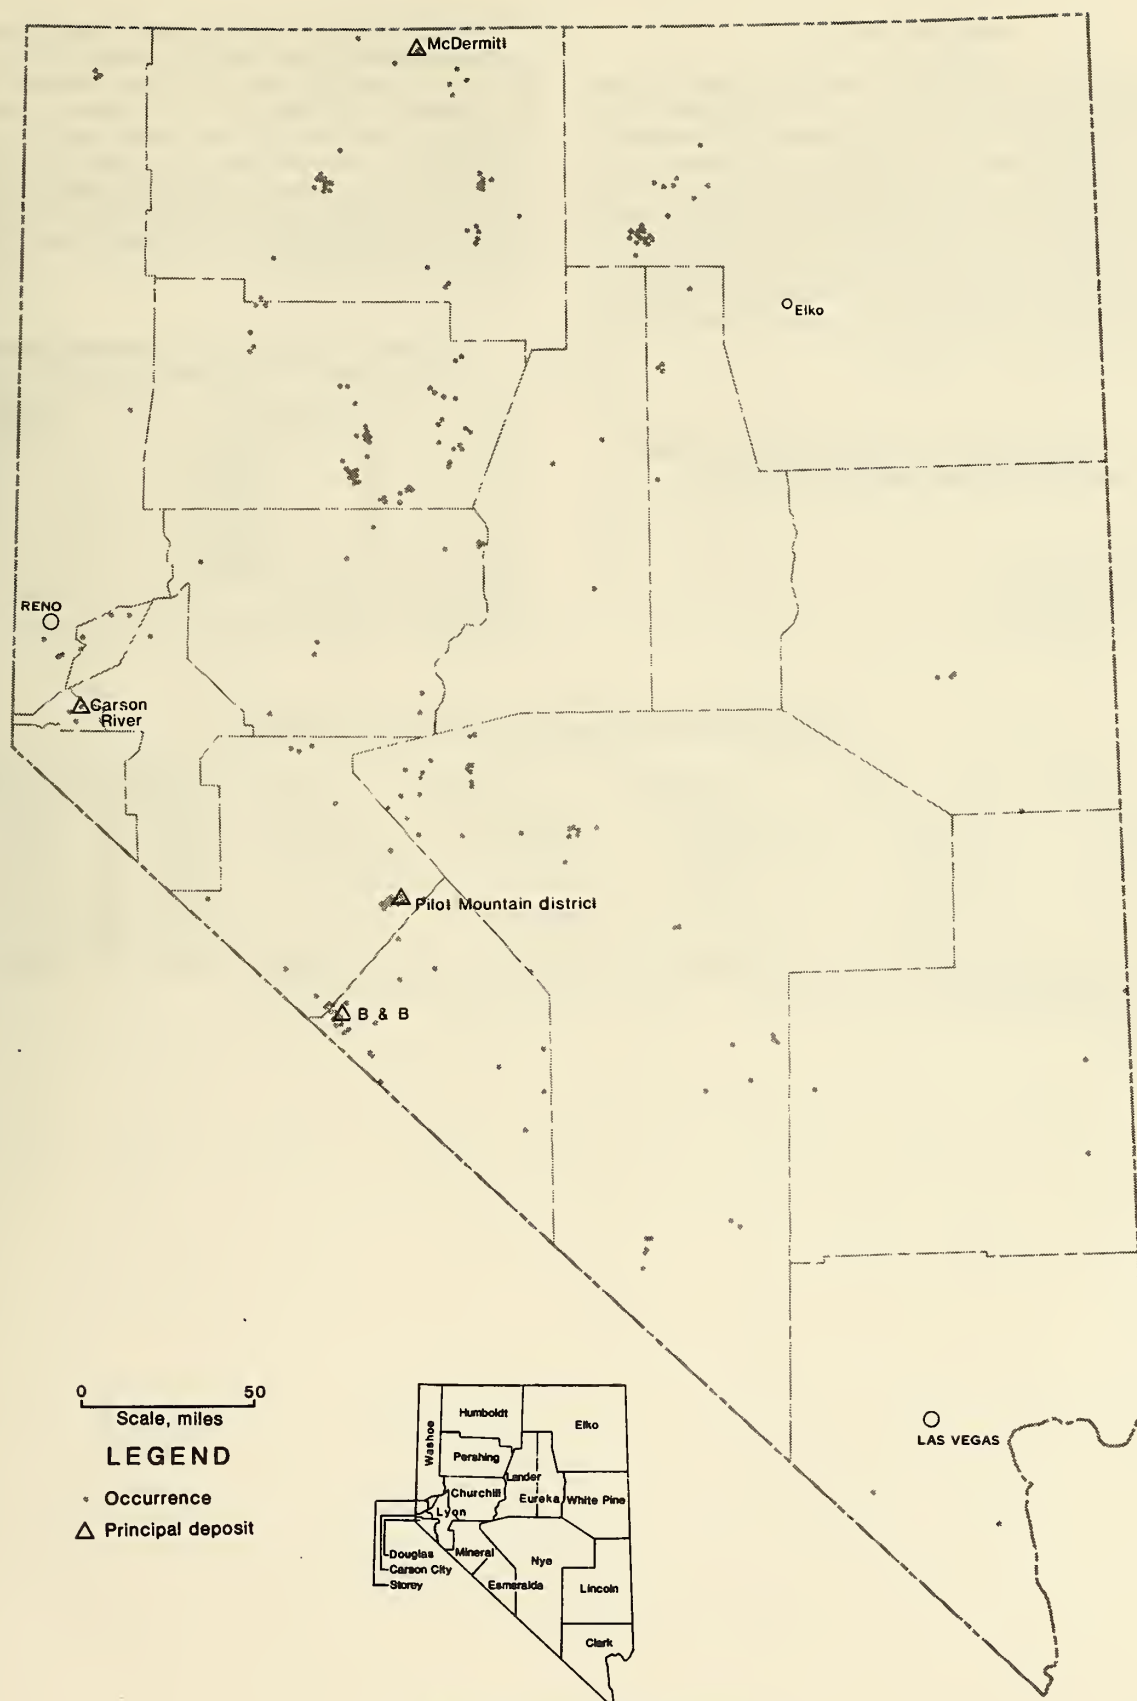 McDermitt
Elko
RENO
Carson
River
Pilot Mountain district
B & B
0 50
Scale, miles
LEGEND
Occurrence
Principal deposit
LAS VEGAS
Humboldt
Elko
Washoe
Pershing
Lander
Churchill
Eureka
White Pine
Lyon
Douglas
Mineral
Carson City
Nye
Storey
Esmeralda
Lincoln
Clark